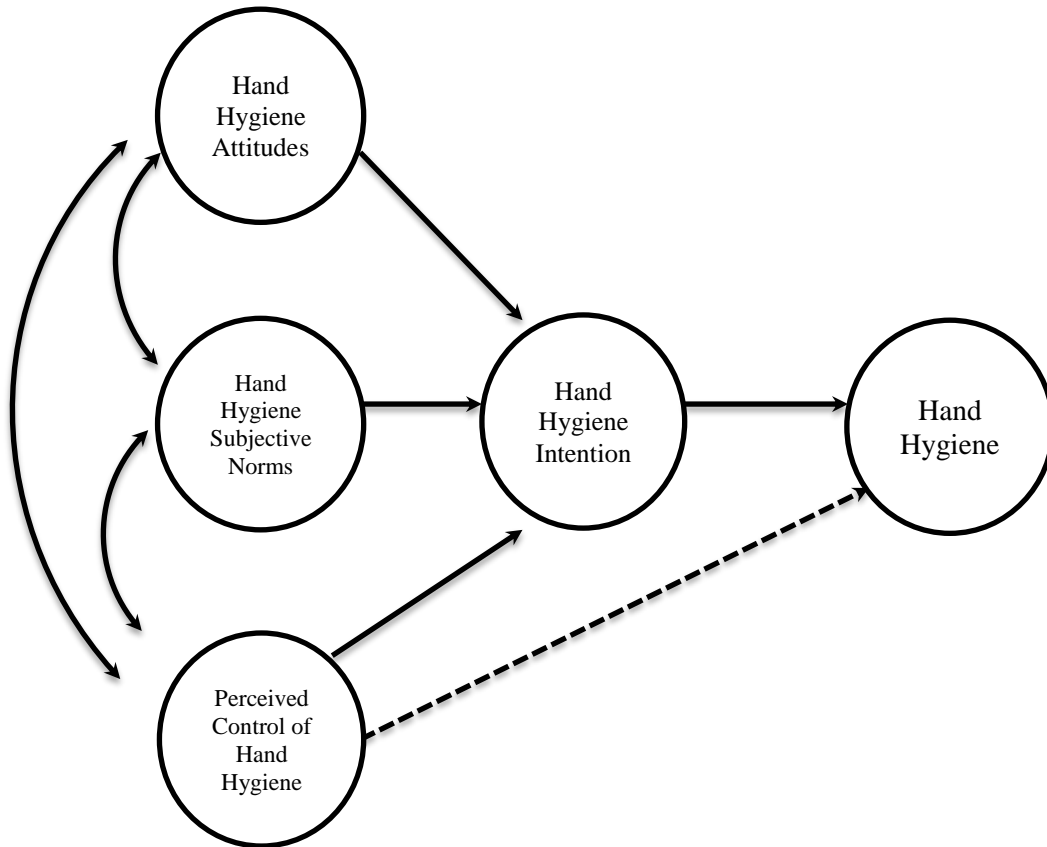 Hand
Hygiene
Attitudes
Hand
Hygiene
Subjective
Norms
Hand
Hygiene
Intention
Hand
Hygiene
Perceived
Control of
Hand
Hygiene